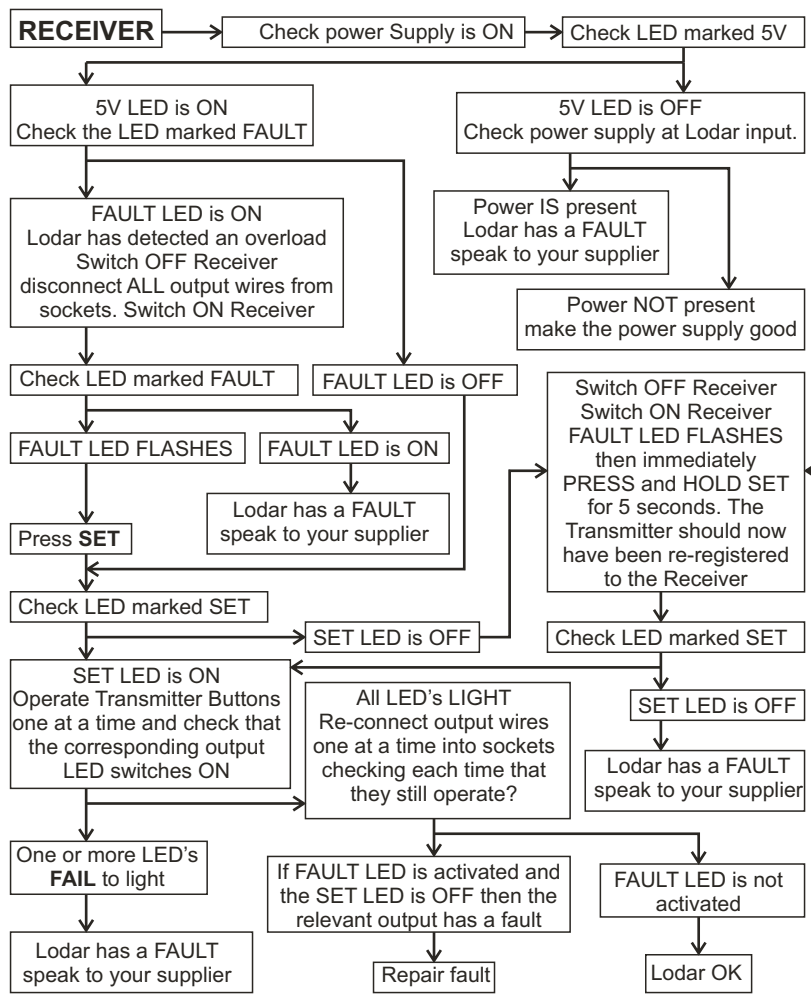 RECEIVER
Check power Supply is ON
Check LED marked 5V
5V LED is ON
Check the LED marked FAULT
5V LED is OFF
Check power supply at Lodar input.
Power IS present
Lodar has a FAULT
speak to your supplier
Power NOT present
make the power supply good
FAULT LED is ON
Lodar has detected an overload
Switch OFF Receiver
disconnect ALL output wires from
sockets. Switch ON Receiver
Check LED marked FAULT
FAULT LED is OFF
FAULT LED FLASHES
FAULT LED is ON
Lodar has a FAULT
speak to your supplier
Press SET
Check LED marked SET
SET LED is OFF
Switch OFF Receiver
Switch ON Receiver
FAULT LED FLASHES
then immediately
PRESS and HOLD SET
for 5 seconds. The
Transmitter should now
have been re-registered
to the Receiver
Check LED marked SET
SET LED is OFF
Lodar has a FAULT
speak to your supplier
SET LED is ON
Operate Transmitter Buttons
one at a time and check that
the corresponding output
LED switches ON
All LED's LIGHT
Re-connect output wires
one at a time into sockets
checking each time that
they still operate?
One or more LED's
FAIL to light
Lodar has a FAULT
speak to your supplier
If FAULT LED is activated and
the SET LED is OFF then the
relevant output has a fault
Repair fault
FAULT LED is not
activated
Lodar OK